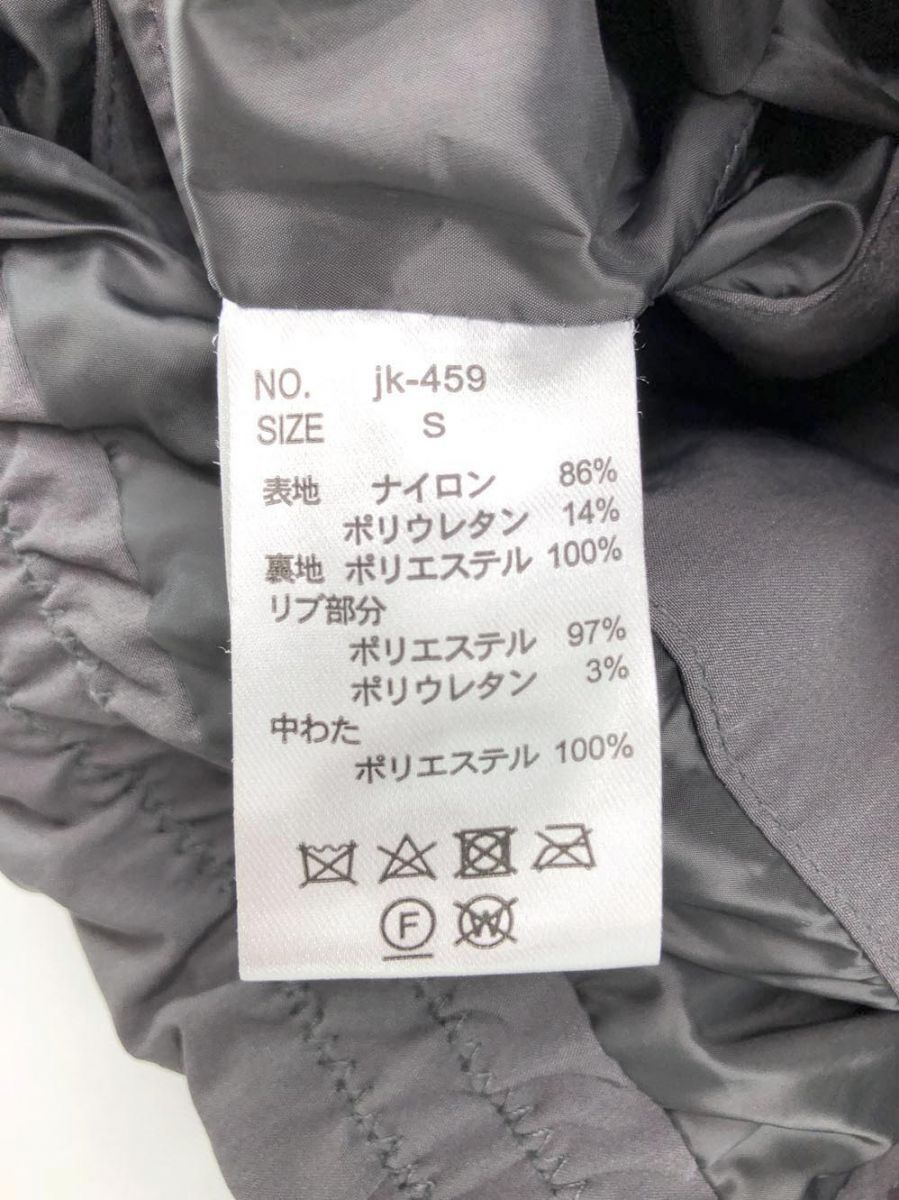 NO. jk-459
SIZE S
表地 ナイロン 86%
ポリウレタン 14%
裏地 ポリエステル 100%
リブ部分
ポリエステル 97%
ポリウレタン 3%
中わた
ポリエステル 100%
F W